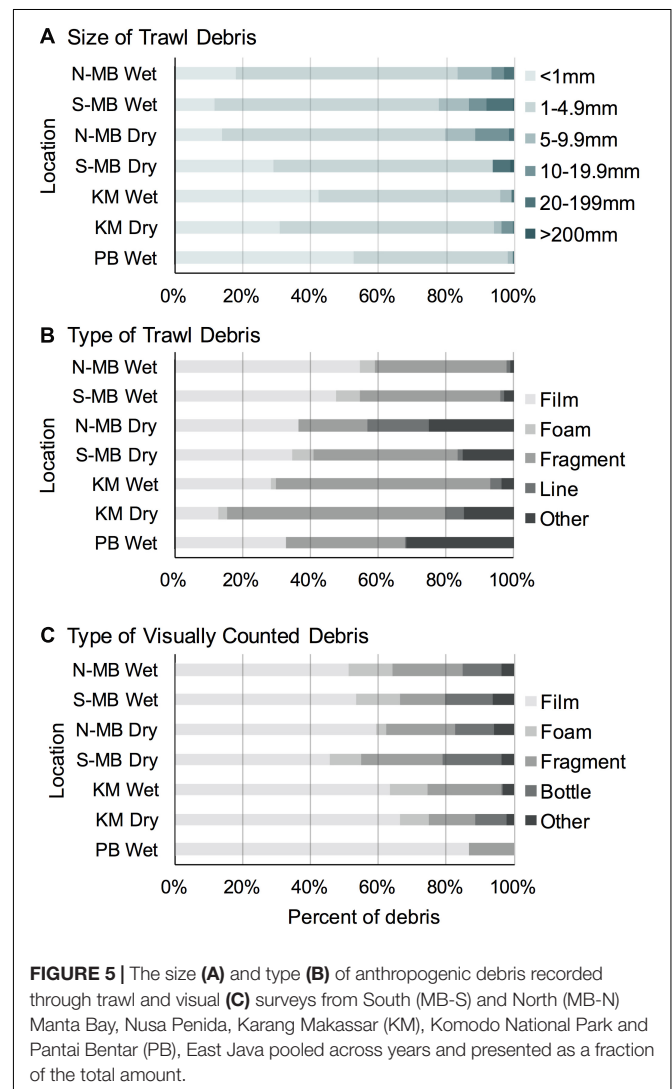 A Size of Trawl Debris
Location
N-MB Wet
S-MB Wet
N-MB Dry
S-MB Dry
KM Wet
KM Dry
PB Wet
0% 20% 40% 60% 80% 100%
<1mm
1-4.9mm
5-9.9mm
10-19.9mm
20-199mm
>200mm
B Type of Trawl Debris
Location
N-MB Wet
S-MB Wet
N-MB Dry
S-MB Dry
KM Wet
KM Dry
PB Wet
0% 20% 40% 60% 80% 100%
Film
Foam
Fragment
Line
Other
C Type of Visually Counted Debris
Location
N-MB Wet
S-MB Wet
N-MB Dry
S-MB Dry
KM Wet
KM Dry
PB Wet
0% 20% 40% 60% 80% 100%
Percent of debris
Film
Foam
Fragment
Bottle
Other
FIGURE 5 | The size (A) and type (B) of anthropogenic debris recorded
through trawl and visual (C) surveys from South (MB-S) and North (MB-N)
Manta Bay, Nusa Penida, Karang Makassar (KM), Komodo National Park and
Pantai Bentar (PB), East Java pooled across years and presented as a fraction
of the total amount.